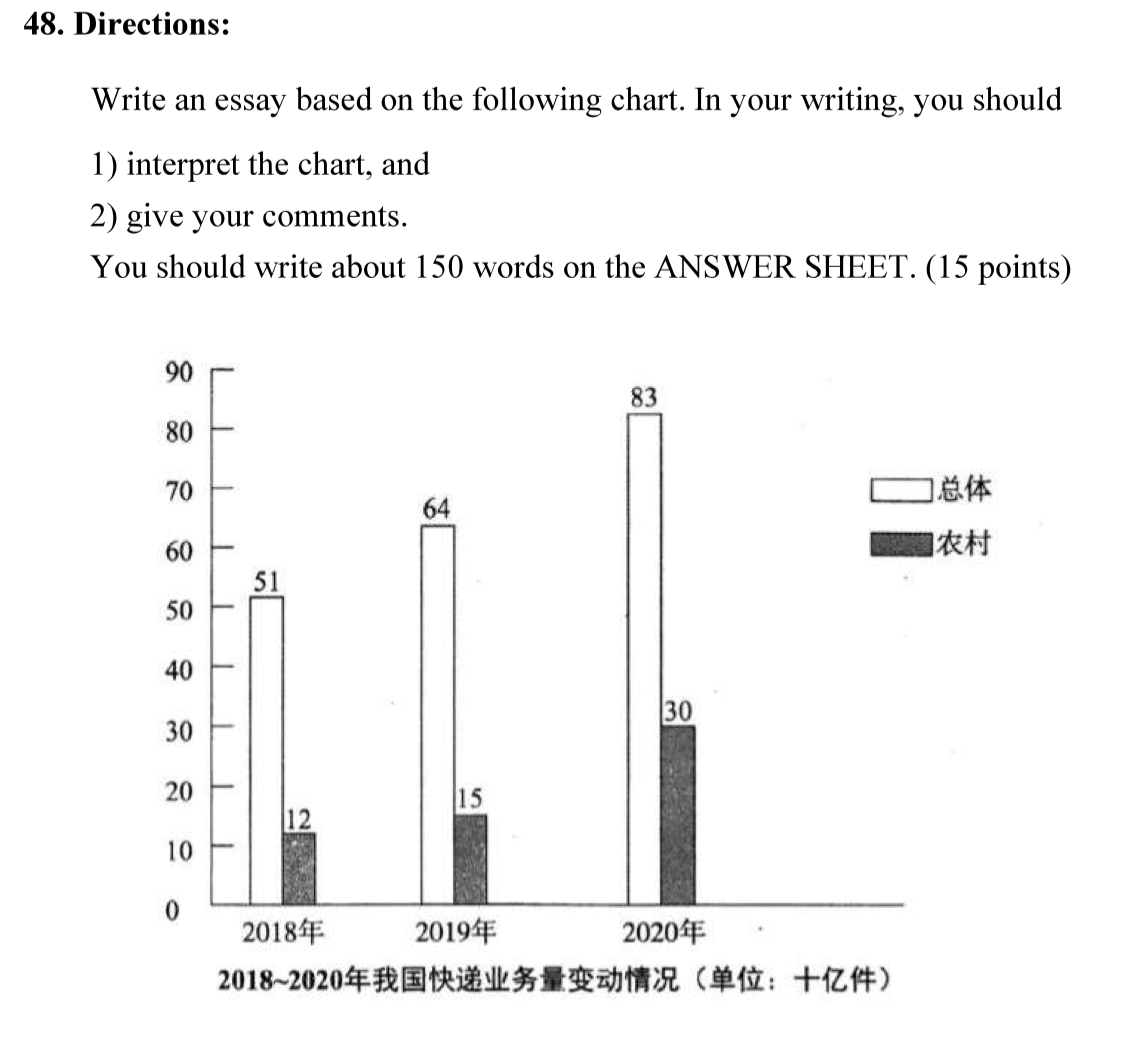 48. Directions:
Write an essay based on the following chart. In your writing, you should
1) interpret the chart, and
2) give your comments.
You should write about 150 words on the ANSWER SHEET. (15 points)
90
83
80
70
总体
64
60
农村
51
50
40
30
30
20
15
12
10
0
2018年 2019年 2020年
2018~2020年我国快递业务量变动情况（单位：十亿件）